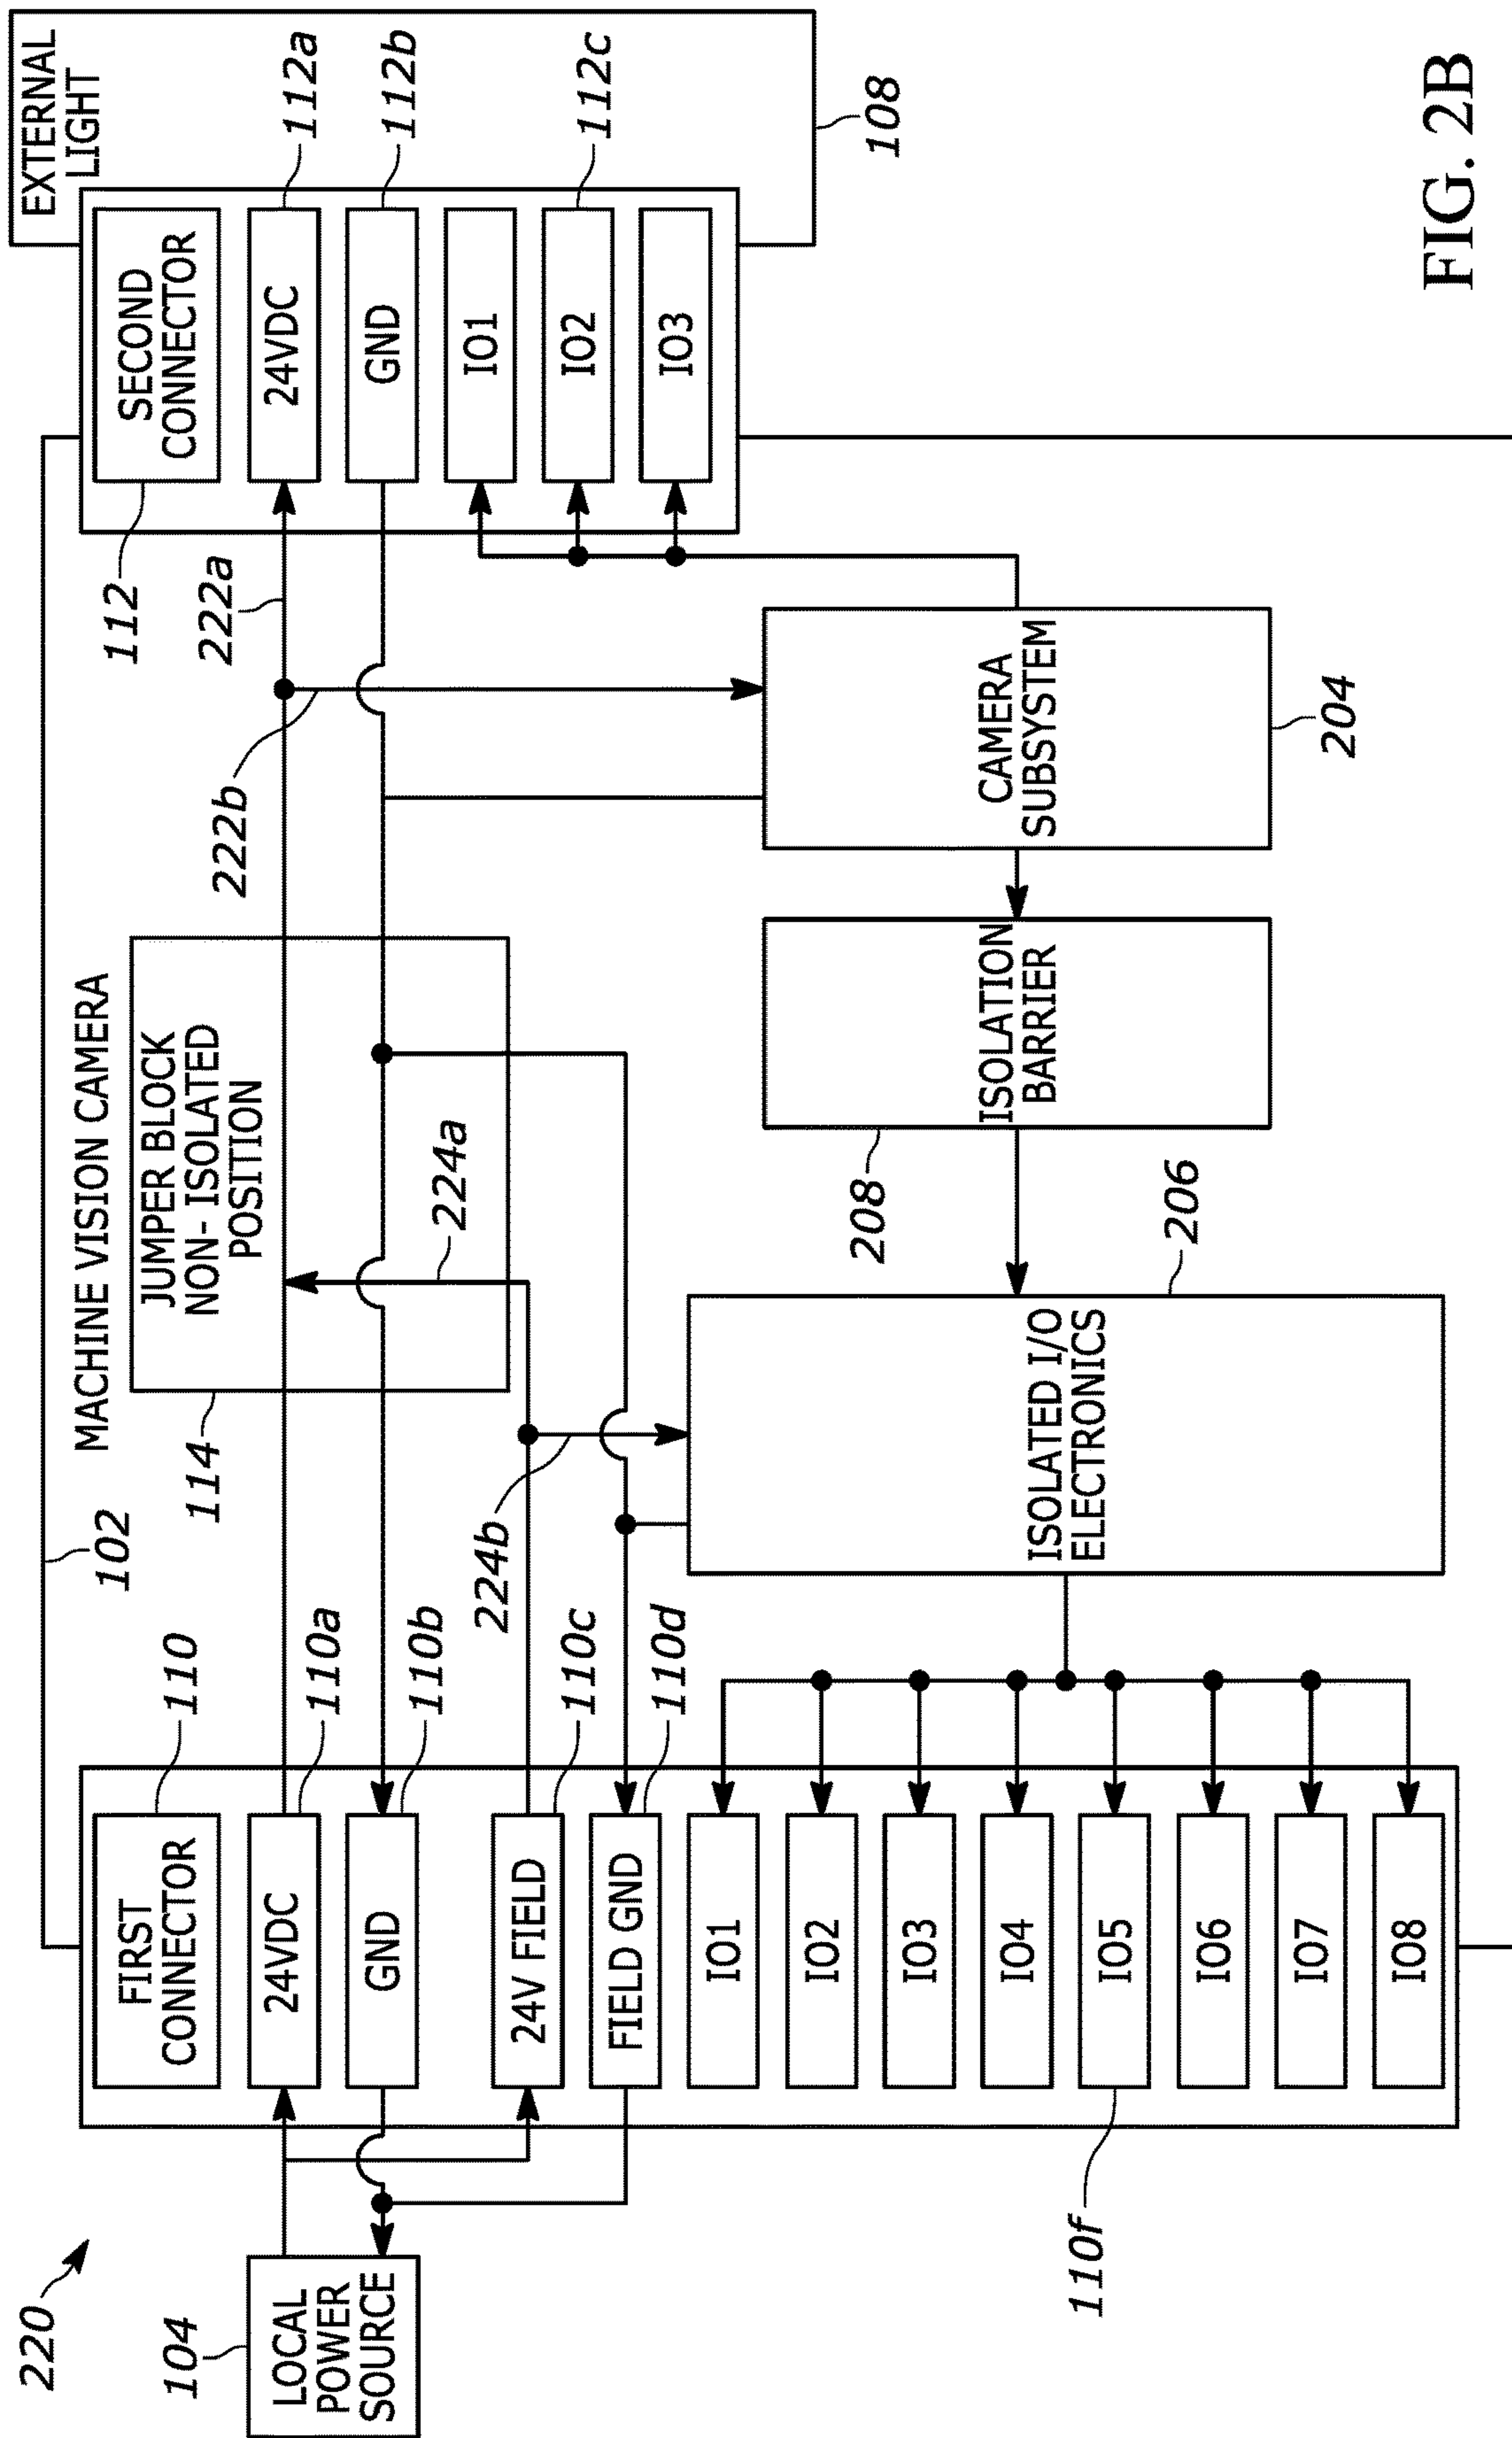 220
104
LOCAL
POWER
SOURCE
102
MACHINE VISION CAMERA
EXTERNAL
LIGHT
108
110
FIRST
CONNECTOR
24VDC
110a
GND
110b
24V FIELD
110c
FIELD GND
110d
IO1
IO2
IO3
IO4
IO5
IO6
IO7
IO8
110f
114
JUMPER BLOCK
NON-ISOLATED
POSITION
224a
224b
222a
222b
112
SECOND
CONNECTOR
24VDC
112a
GND
112b
IO1
IO2
112c
IO3
ISOLATED I/O
ELECTRONICS
206
ISOLATION
BARRIER
208
CAMERA
SUBSYSTEM
204
FIG. 2B